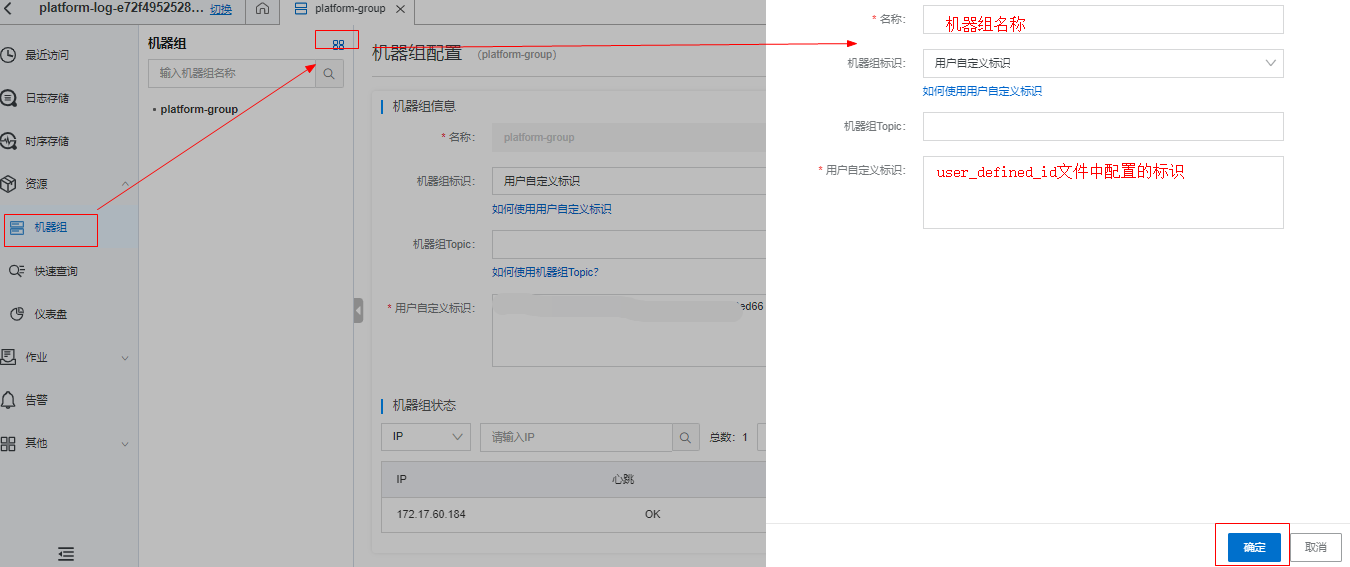 platform-log-e72f4952528... 切换
platform-group
最近访问
日志存储
时序存储
资源
机器组
快速查询
仪表盘
作业
告警
其他
机器组
输入机器组名称
• platform-group
机器组配置 (platform-group)
机器组信息
* 名称: platform-group
机器组标识: 用户自定义标识
如何使用用户自定义标识
机器组Topic:
如何使用机器组Topic?
* 用户自定义标识: ed66
机器组状态
IP 请输入IP 总数: 1
IP 心跳
172.17.60.184 OK
* 名称: 机器组名称
机器组标识: 用户自定义标识
如何使用用户自定义标识
机器组Topic:
* 用户自定义标识: user_defined_id文件中配置的标识
确定 取消